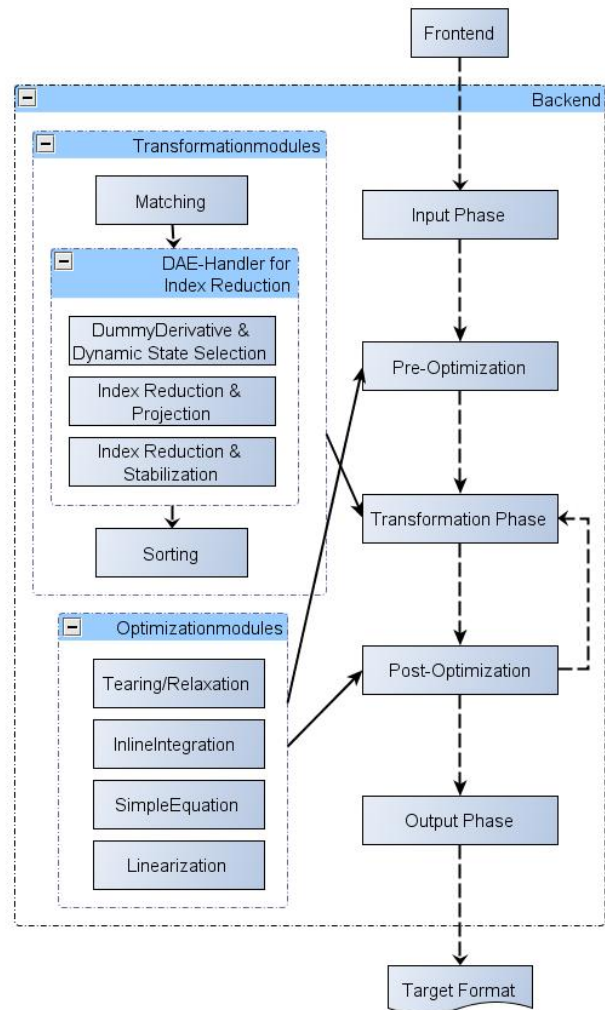 Frontend
Backend
Transformationmodules
Matching
DAE-Handler for
Index Reduction
DummyDerivative &
Dynamic State Selection
Index Reduction &
Projection
Index Reduction &
Stabilization
Sorting
Optimizationmodules
Tearing/Relaxation
InlineIntegration
SimpleEquation
Linearization
Input Phase
Pre-Optimization
Transformation Phase
Post-Optimization
Output Phase
Target Format